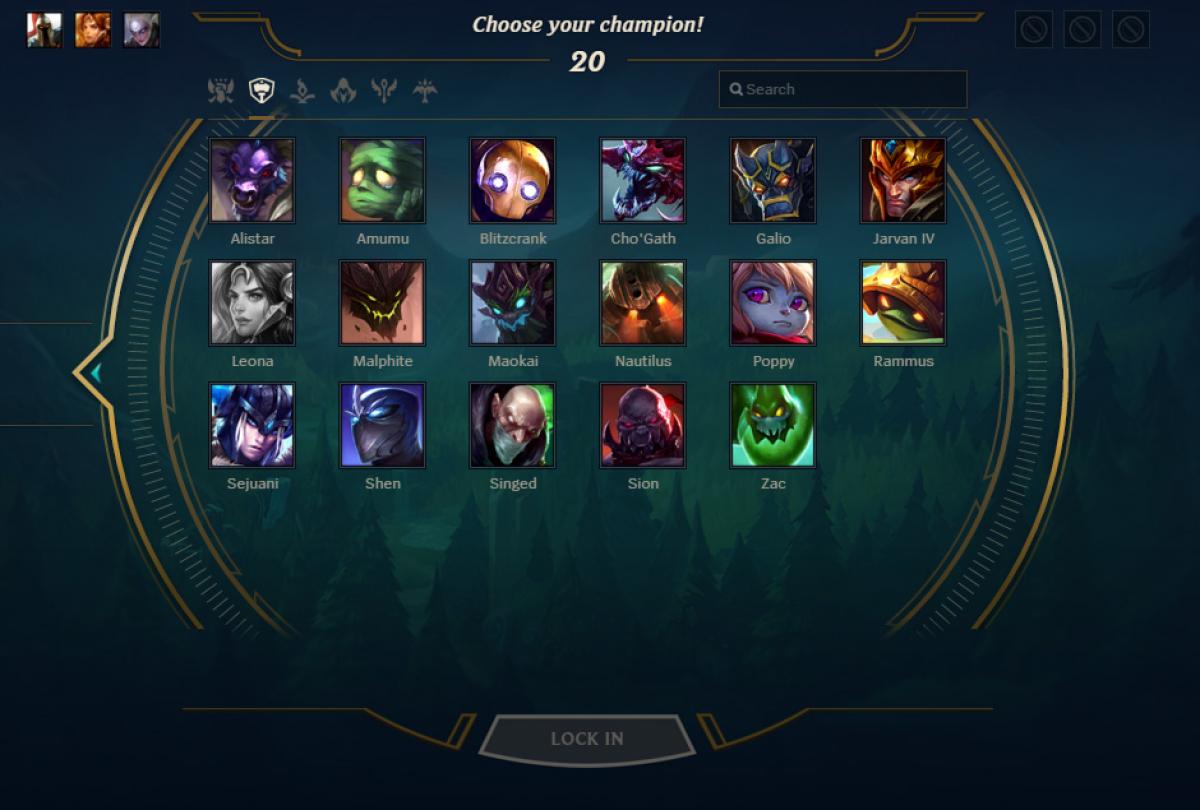 Choose your champion!
20
Search
Alistar
Amumu
Blitzcrank
Cho'Gath
Galio
Jarvan IV
Leona
Malphite
Maokai
Nautilus
Poppy
Rammus
Sejuani
Shen
Singed
Sion
Zac
LOCK IN